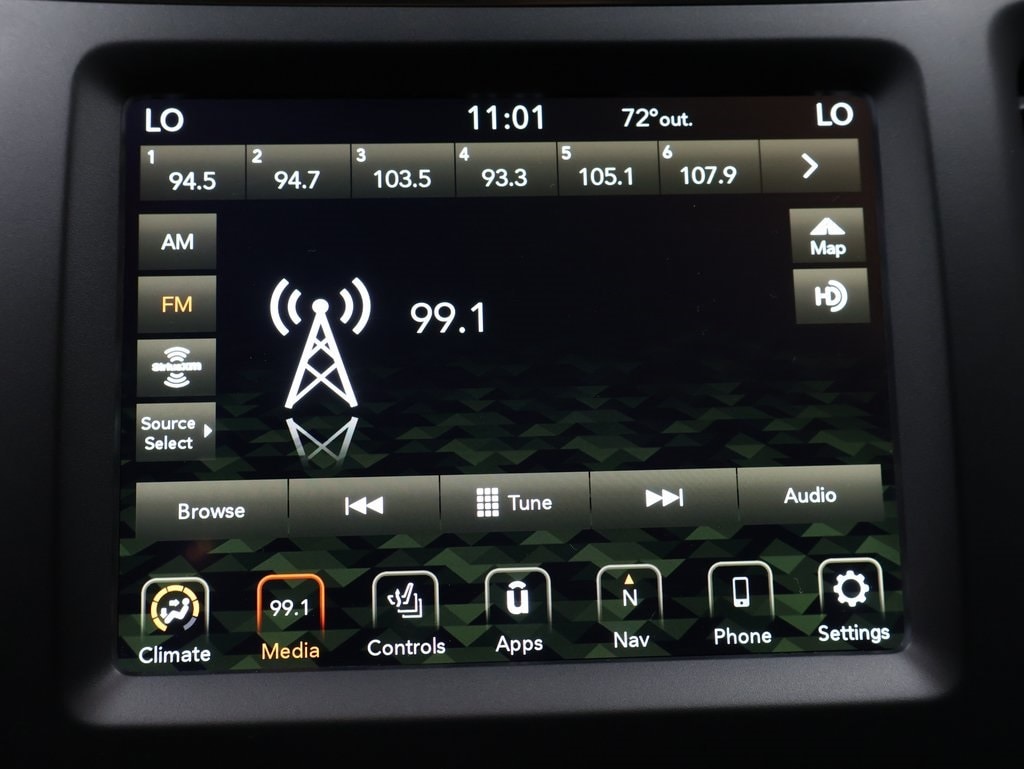 LO 11:01 72°out. LO
1 94.5 2 94.7 3 103.5 4 93.3 5 105.1 6 107.9
AM
Map
FM
HD
99.1
SiriusXM
Source
Select
Browse Tune Audio
99.1 N
Climate Media Controls Apps Nav Phone Settings